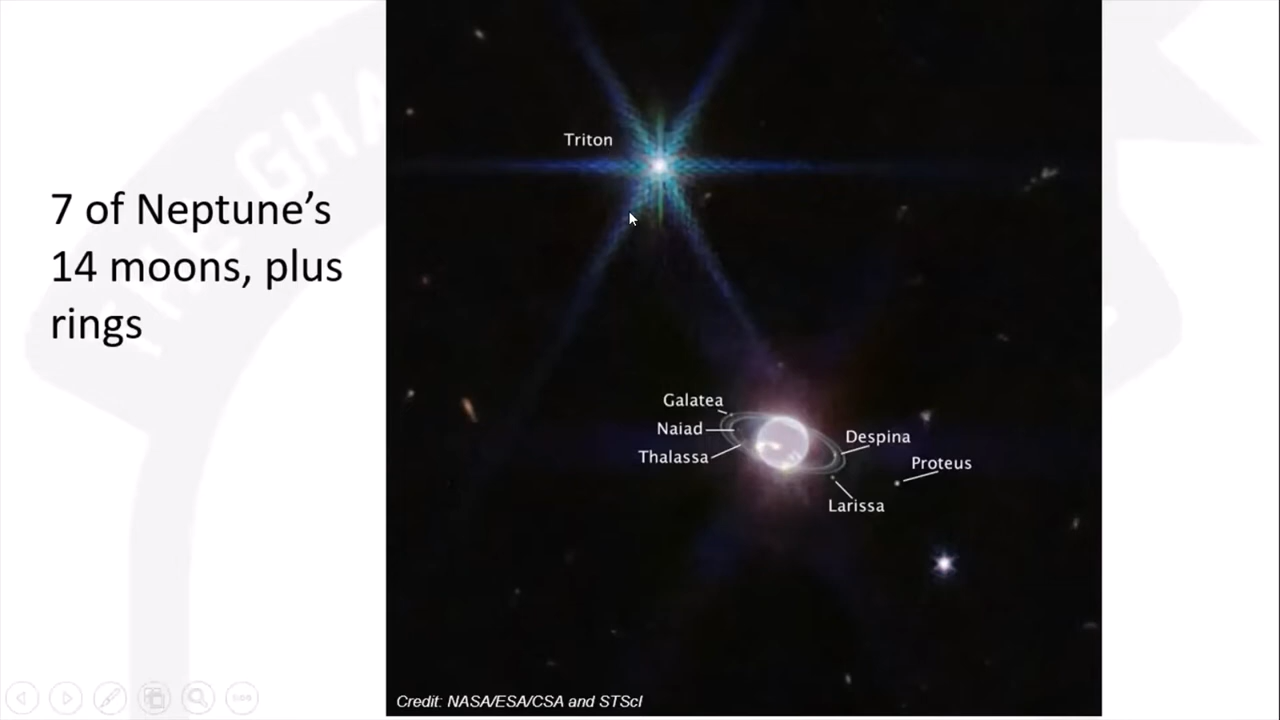 7 of Neptune’s
14 moons, plus
rings
Triton
Galatea
Naiad
Thalassa
Despina
Proteus
Larissa
Credit: NASA/ESA/CSA and STScI